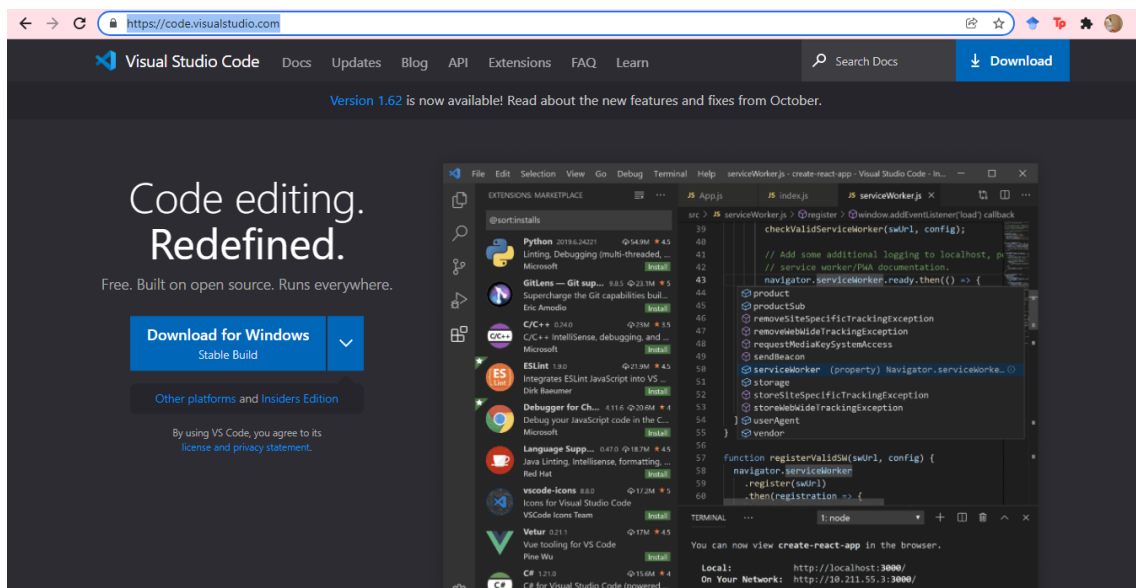 https://code.visualstudio.com
Visual Studio Code Docs Updates Blog API Extensions FAQ Learn Search Docs Download
Version 1.62 is now available! Read about the new features and fixes from October.
Code editing.
Redefined.
Free. Built on open source. Runs everywhere.
Download for Windows
Stable Build
Other platforms and Insiders Edition
By using VS Code, you agree to its
license and privacy statement.
File Edit Selection View Go Debug Terminal Help serviceWorker.js - create-react-app - Visual Studio Code - In...
EXTENSIONS: MARKETPLACE
@sortinstalls
Python 2019.6.24221 54.9M 4.5
Linting, Debugging (multi-threaded, ...
Microsoft Install
GitLens — Git sup... 9.8.5 23.1M 5
Supercharge the Git capabilities buil...
Eric Amodio Install
C/C++ 0.24.0 23M 3.5
C/C++ IntelliSense, debugging, and ...
Microsoft Install
ESLint 1.9.0 21.9M 4.5
Integrates ESLint JavaScript into VS ...
Dirk Baeumer Install
Debugger for Ch... 4.11.6 20.6M 4
Debug your JavaScript code in the C...
Microsoft Install
Language Supp... 0.47.0 18.7M 4.5
Java Linting, Intellisense, formatting, ...
Red Hat Install
vscode-icons 8.8.0 17.2M 5
Icons for Visual Studio Code
VSCode Icons Team Install
Vetur 0.21.1 17M 4.5
Vue tooling for VS Code
Pine Wu Install
C# 1.21.0 15.6M 4
C# for Visual Studio Code (powered ...
JS App.js JS index.js JS serviceWorker.js
src > JS serviceWorker.js > register > window.addEventListener('load') callback
39 checkValidServiceWorker(swUrl, config);
40
41 // Add some additional logging to localhost, p
42 // service worker/PWA documentation.
43 navigator.serviceWorker.ready.then(() => {
44 product
45 productSub
46 removeSiteSpecificTrackingException
47 removeWebWideTrackingException
48 requestMediaKeySystemAccess
49 sendBeacon
50 serviceWorker (property) Navigator.serviceWorke...
51 storage
52 storeSiteSpecificTrackingException
53 storeWebWideTrackingException
54 } userAgent
55 } vendor
56
57 function registerValidSW(swUrl, config) {
58 navigator.serviceWorker
59 .register(swUrl)
60 .then(registration => {
TERMINAL ... 1: node
You can now view create-react-app in the browser.
Local: http://localhost:3000/
On Your Network: http://10.211.55.3:3000/